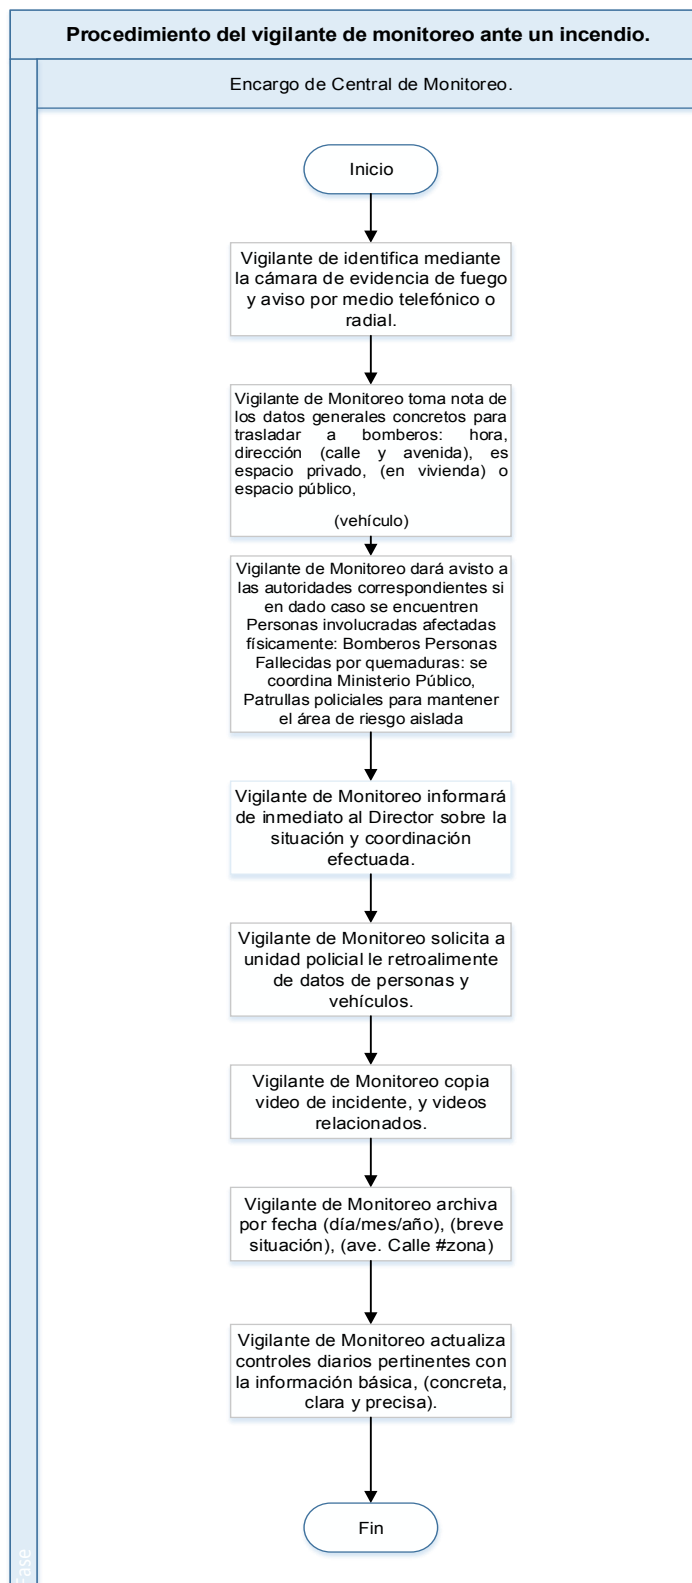 Procedimiento del vigilante de monitoreo ante un incendio.
Encargo de Central de Monitoreo.
Inicio
Vigilante de identifica mediante
la cámara de evidencia de fuego
y aviso por medio telefónico o
radial.
Vigilante de Monitoreo toma nota de
los datos generales concretos para
trasladar a bomberos: hora,
dirección (calle y avenida), es
espacio privado, (en vivienda) o
espacio público,
(vehículo)
Vigilante de Monitoreo dará avisto a
las autoridades correspondientes si
en dado caso se encuentren
Personas involucradas afectadas
físicamente: Bomberos Personas
Fallecidas por quemaduras: se
coordina Ministerio Público,
Patrullas policiales para mantener
el área de riesgo aislada
Vigilante de Monitoreo informará
de inmediato al Director sobre la
situación y coordinación
efectuada.
Vigilante de Monitoreo solicita a
unidad policial le retroalimente
de datos de personas y
vehículos.
Vigilante de Monitoreo copia
video de incidente, y videos
relacionados.
Vigilante de Monitoreo archiva
por fecha (día/mes/año), (breve
situación), (ave. Calle #zona)
Vigilante de Monitoreo actualiza
controles diarios pertinentes con
la información básica, (concreta,
clara y precisa).
Fin
Fase